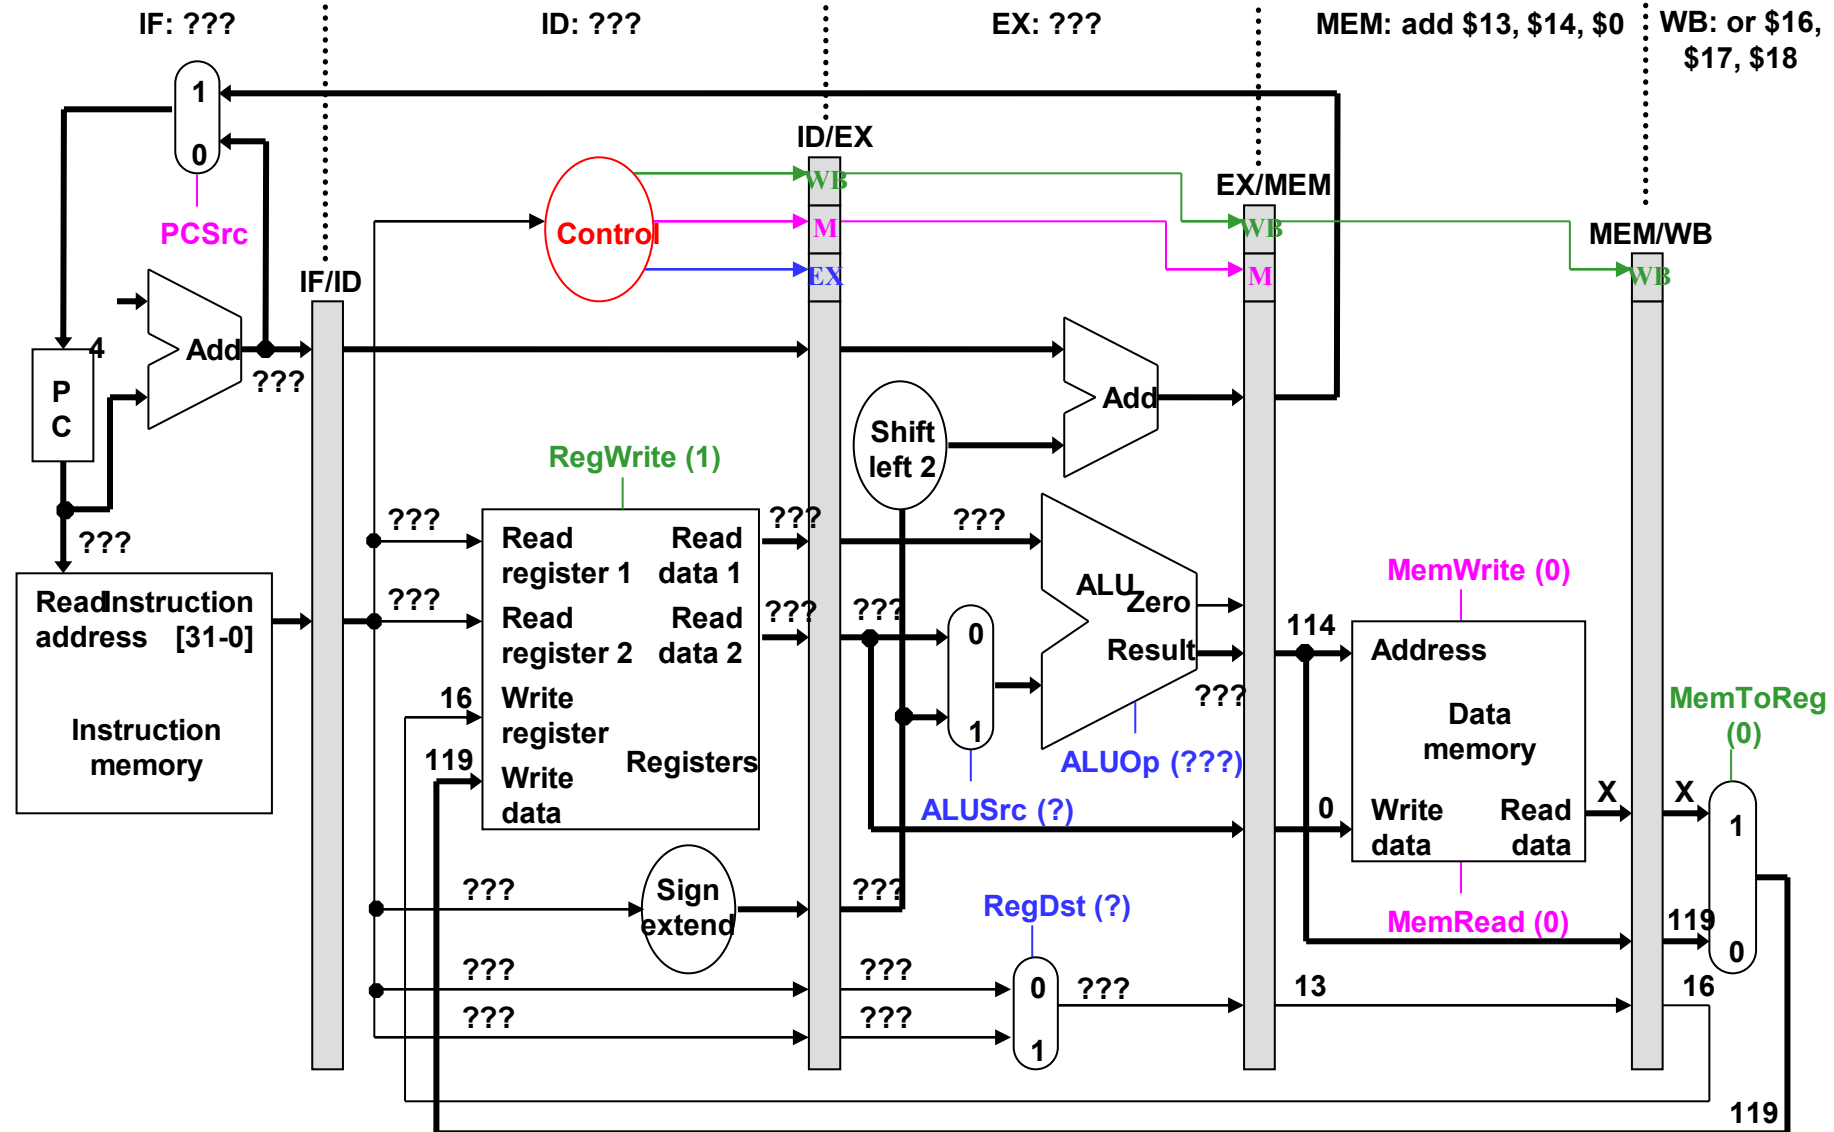 IF: ???
ID: ???
EX: ???
MEM: add $13, $14, $0
WB: or $16,
$17, $18
1
0
PCSrc
ID/EX
WB
M
EX
Control
EX/MEM
WB
M
MEM/WB
WB
IF/ID
4
Add
???
P
C
???
Add
Shift
left 2
RegWrite (1)
???
Read
register 1
Read
data 1
???
???
???
Read
register 2
Read
data 2
???
???
16
Write
register
119
Write
data
Registers
Read
address
Instruction
[31-0]
Instruction
memory
0
1
ALUSrc (?)
ALU
Zero
Result
???
ALUOp (???)
114
MemWrite (0)
Address
Data
memory
0
Write
data
Read
data
X
X
MemRead (0)
MemToReg
(0)
1
0
119
???
Sign
extend
???
RegDst (?)
???
???
0
???
13
16
???
???
1
119